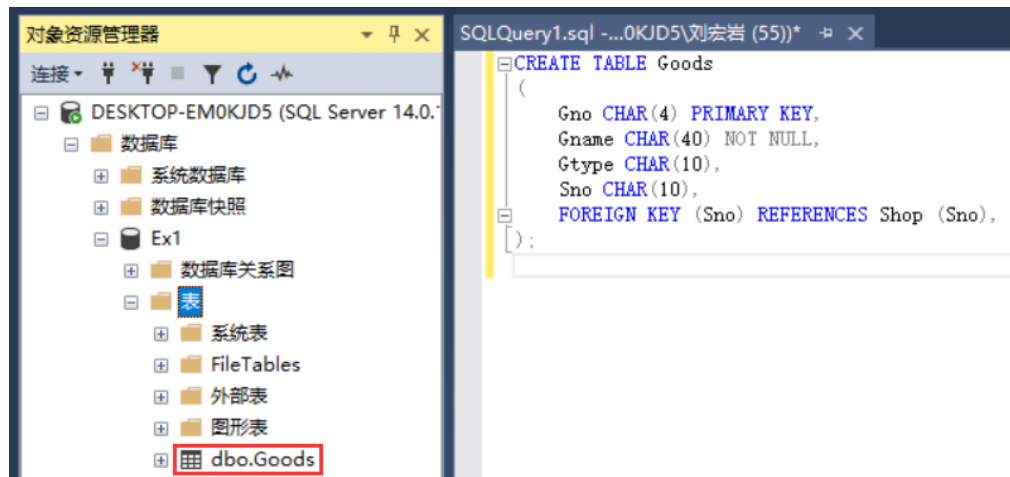 对象资源管理器
连接
DESKTOP-EM0KJD5 (SQL Server 14.0.
数据库
系统数据库
数据库快照
Ex1
数据库关系图
表
系统表
FileTables
外部表
图形表
dbo.Goods
SQLQuery1.sql -...0KJD5\刘宏岩 (55))*
CREATE TABLE Goods
(
Gno CHAR(4) PRIMARY KEY,
Gname CHAR(40) NOT NULL,
Gtype CHAR(10),
Sno CHAR(10),
FOREIGN KEY (Sno) REFERENCES Shop (Sno),
);